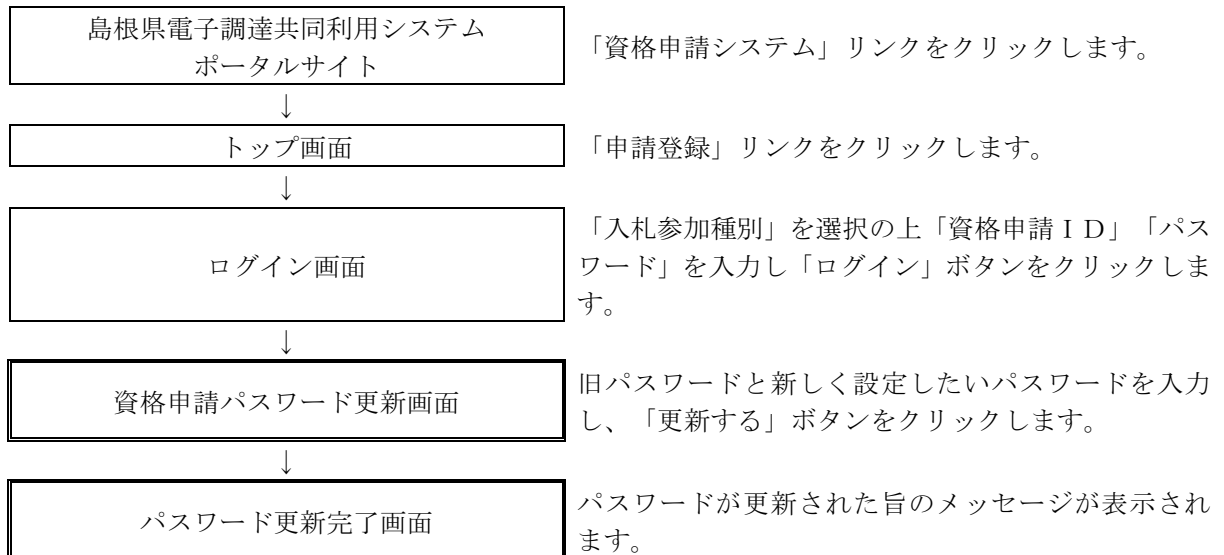 島根県電子調達共同利用システム
ポータルサイト
「資格申請システム」リンクをクリックします。
↓
トップ画面
「申請登録」リンクをクリックします。
↓
ログイン画面
「入札参加種別」を選択の上「資格申請ＩＤ」「パス
ワード」を入力し「ログイン」ボタンをクリックしま
す。
↓
資格申請パスワード更新画面
旧パスワードと新しく設定したいパスワードを入力
し、「更新する」ボタンをクリックします。
↓
パスワード更新完了画面
パスワードが更新された旨のメッセージが表示され
ます。